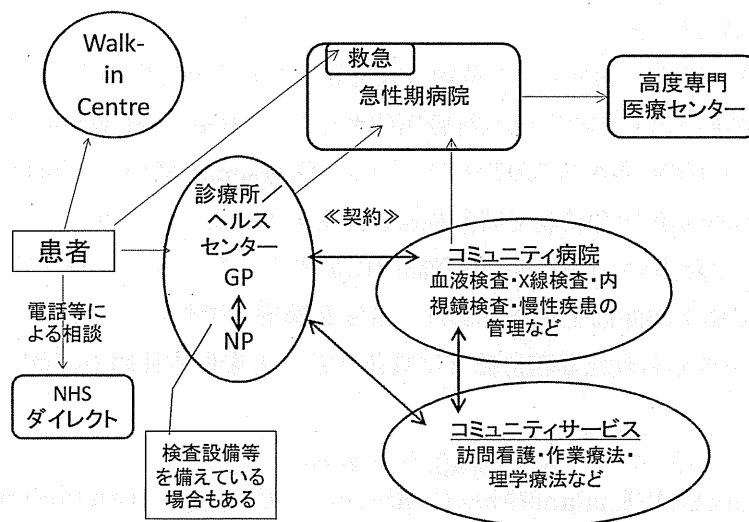 Walk-
in
Centre
救急
急性期病院
高度専門
医療センター
診療所/
ヘルス
センター
GP
NP
≪契約≫
患者
電話等に
よる相談
NHS
ダイレクト
コミュニティ病院
血液検査・X線検査・内
視鏡検査・慢性疾患の
管理など
検査設備等
を備えている
場合もある
コミュニティサービス
訪問看護・作業療法・
理学療法など